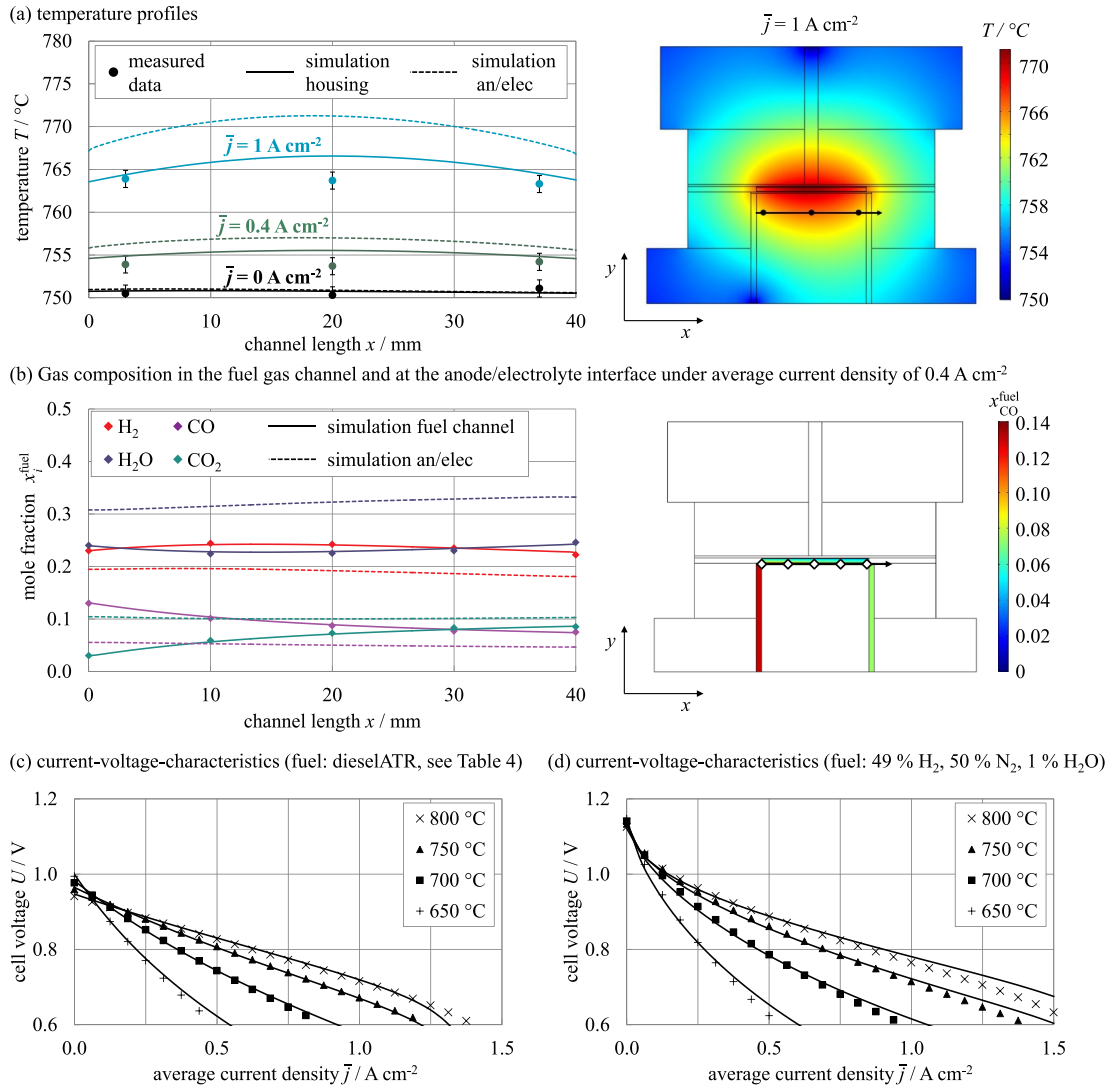 (a) temperature profiles
temperature T / °C
780
775
770
765
760
755
750
measured data
simulation housing
simulation an/elec
j̄ = 1 A cm⁻²
j̄ = 0.4 A cm⁻²
j̄ = 0 A cm⁻²
0 10 20 30 40
channel length x / mm
j̄ = 1 A cm⁻²
T / °C
770
766
762
758
754
750
y
x
(b) Gas composition in the fuel gas channel and at the anode/electrolyte interface under average current density of 0.4 A cm⁻²
mole fraction xᵢᶠᵘᵉˡ
0.5
0.4
0.3
0.2
0.1
0.0
H₂ CO simulation fuel channel
H₂O CO₂ simulation an/elec
0 10 20 30 40
channel length x / mm
x_CO^fuel
0.14
0.12
0.10
0.08
0.06
0.04
0.02
0
y
x
(c) current-voltage-characteristics (fuel: dieselATR, see Table 4)
cell voltage U / V
1.2
1.0
0.8
0.6
800 °C
750 °C
700 °C
650 °C
0.0 0.5 1.0 1.5
average current density j̄ / A cm⁻²
(d) current-voltage-characteristics (fuel: 49 % H₂, 50 % N₂, 1 % H₂O)
cell voltage U / V
1.2
1.0
0.8
0.6
800 °C
750 °C
700 °C
650 °C
0.0 0.5 1.0 1.5
average current density j̄ / A cm⁻²